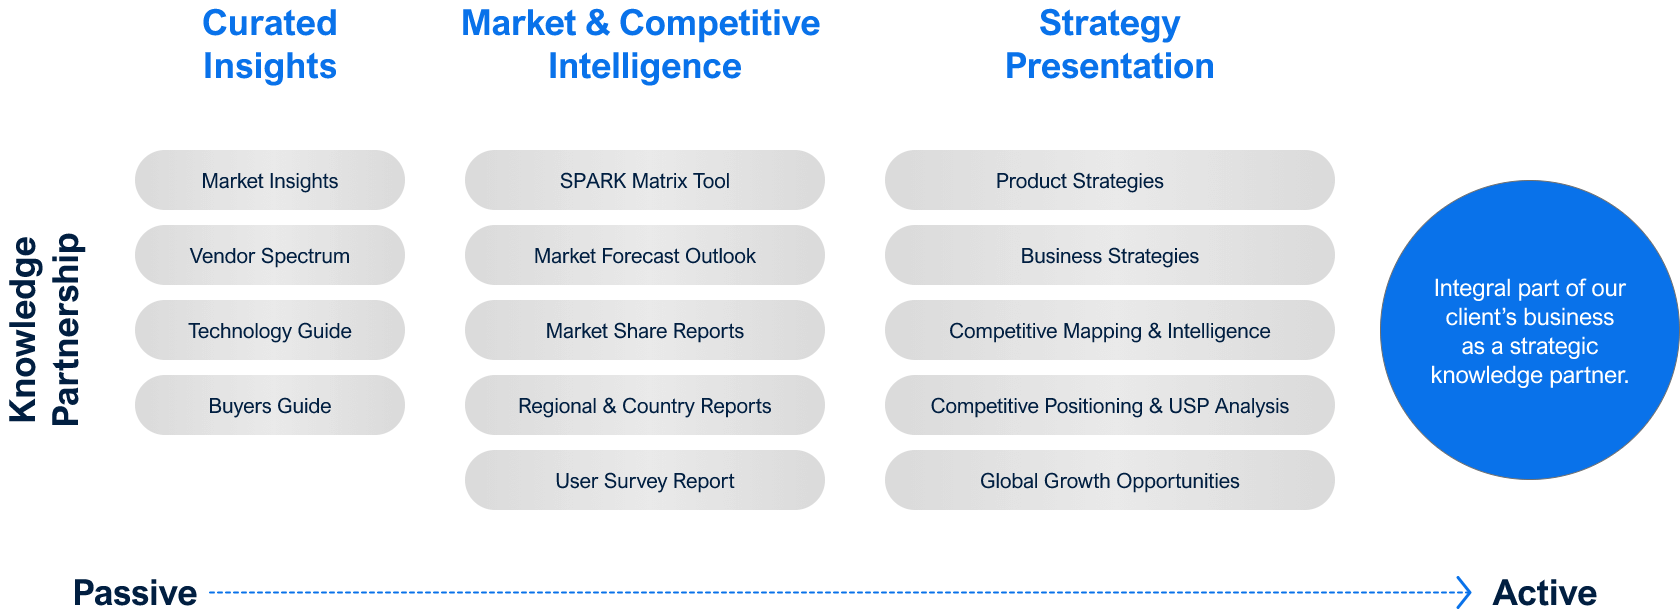 Curated
Insights
Market & Competitive
Intelligence
Strategy
Presentation
Knowledge
Partnership
Market Insights
Vendor Spectrum
Technology Guide
Buyers Guide
SPARK Matrix Tool
Market Forecast Outlook
Market Share Reports
Regional & Country Reports
User Survey Report
Product Strategies
Business Strategies
Competitive Mapping & Intelligence
Competitive Positioning & USP Analysis
Global Growth Opportunities
Integral part of our
client’s business
as a strategic
knowledge partner.
Passive
Active